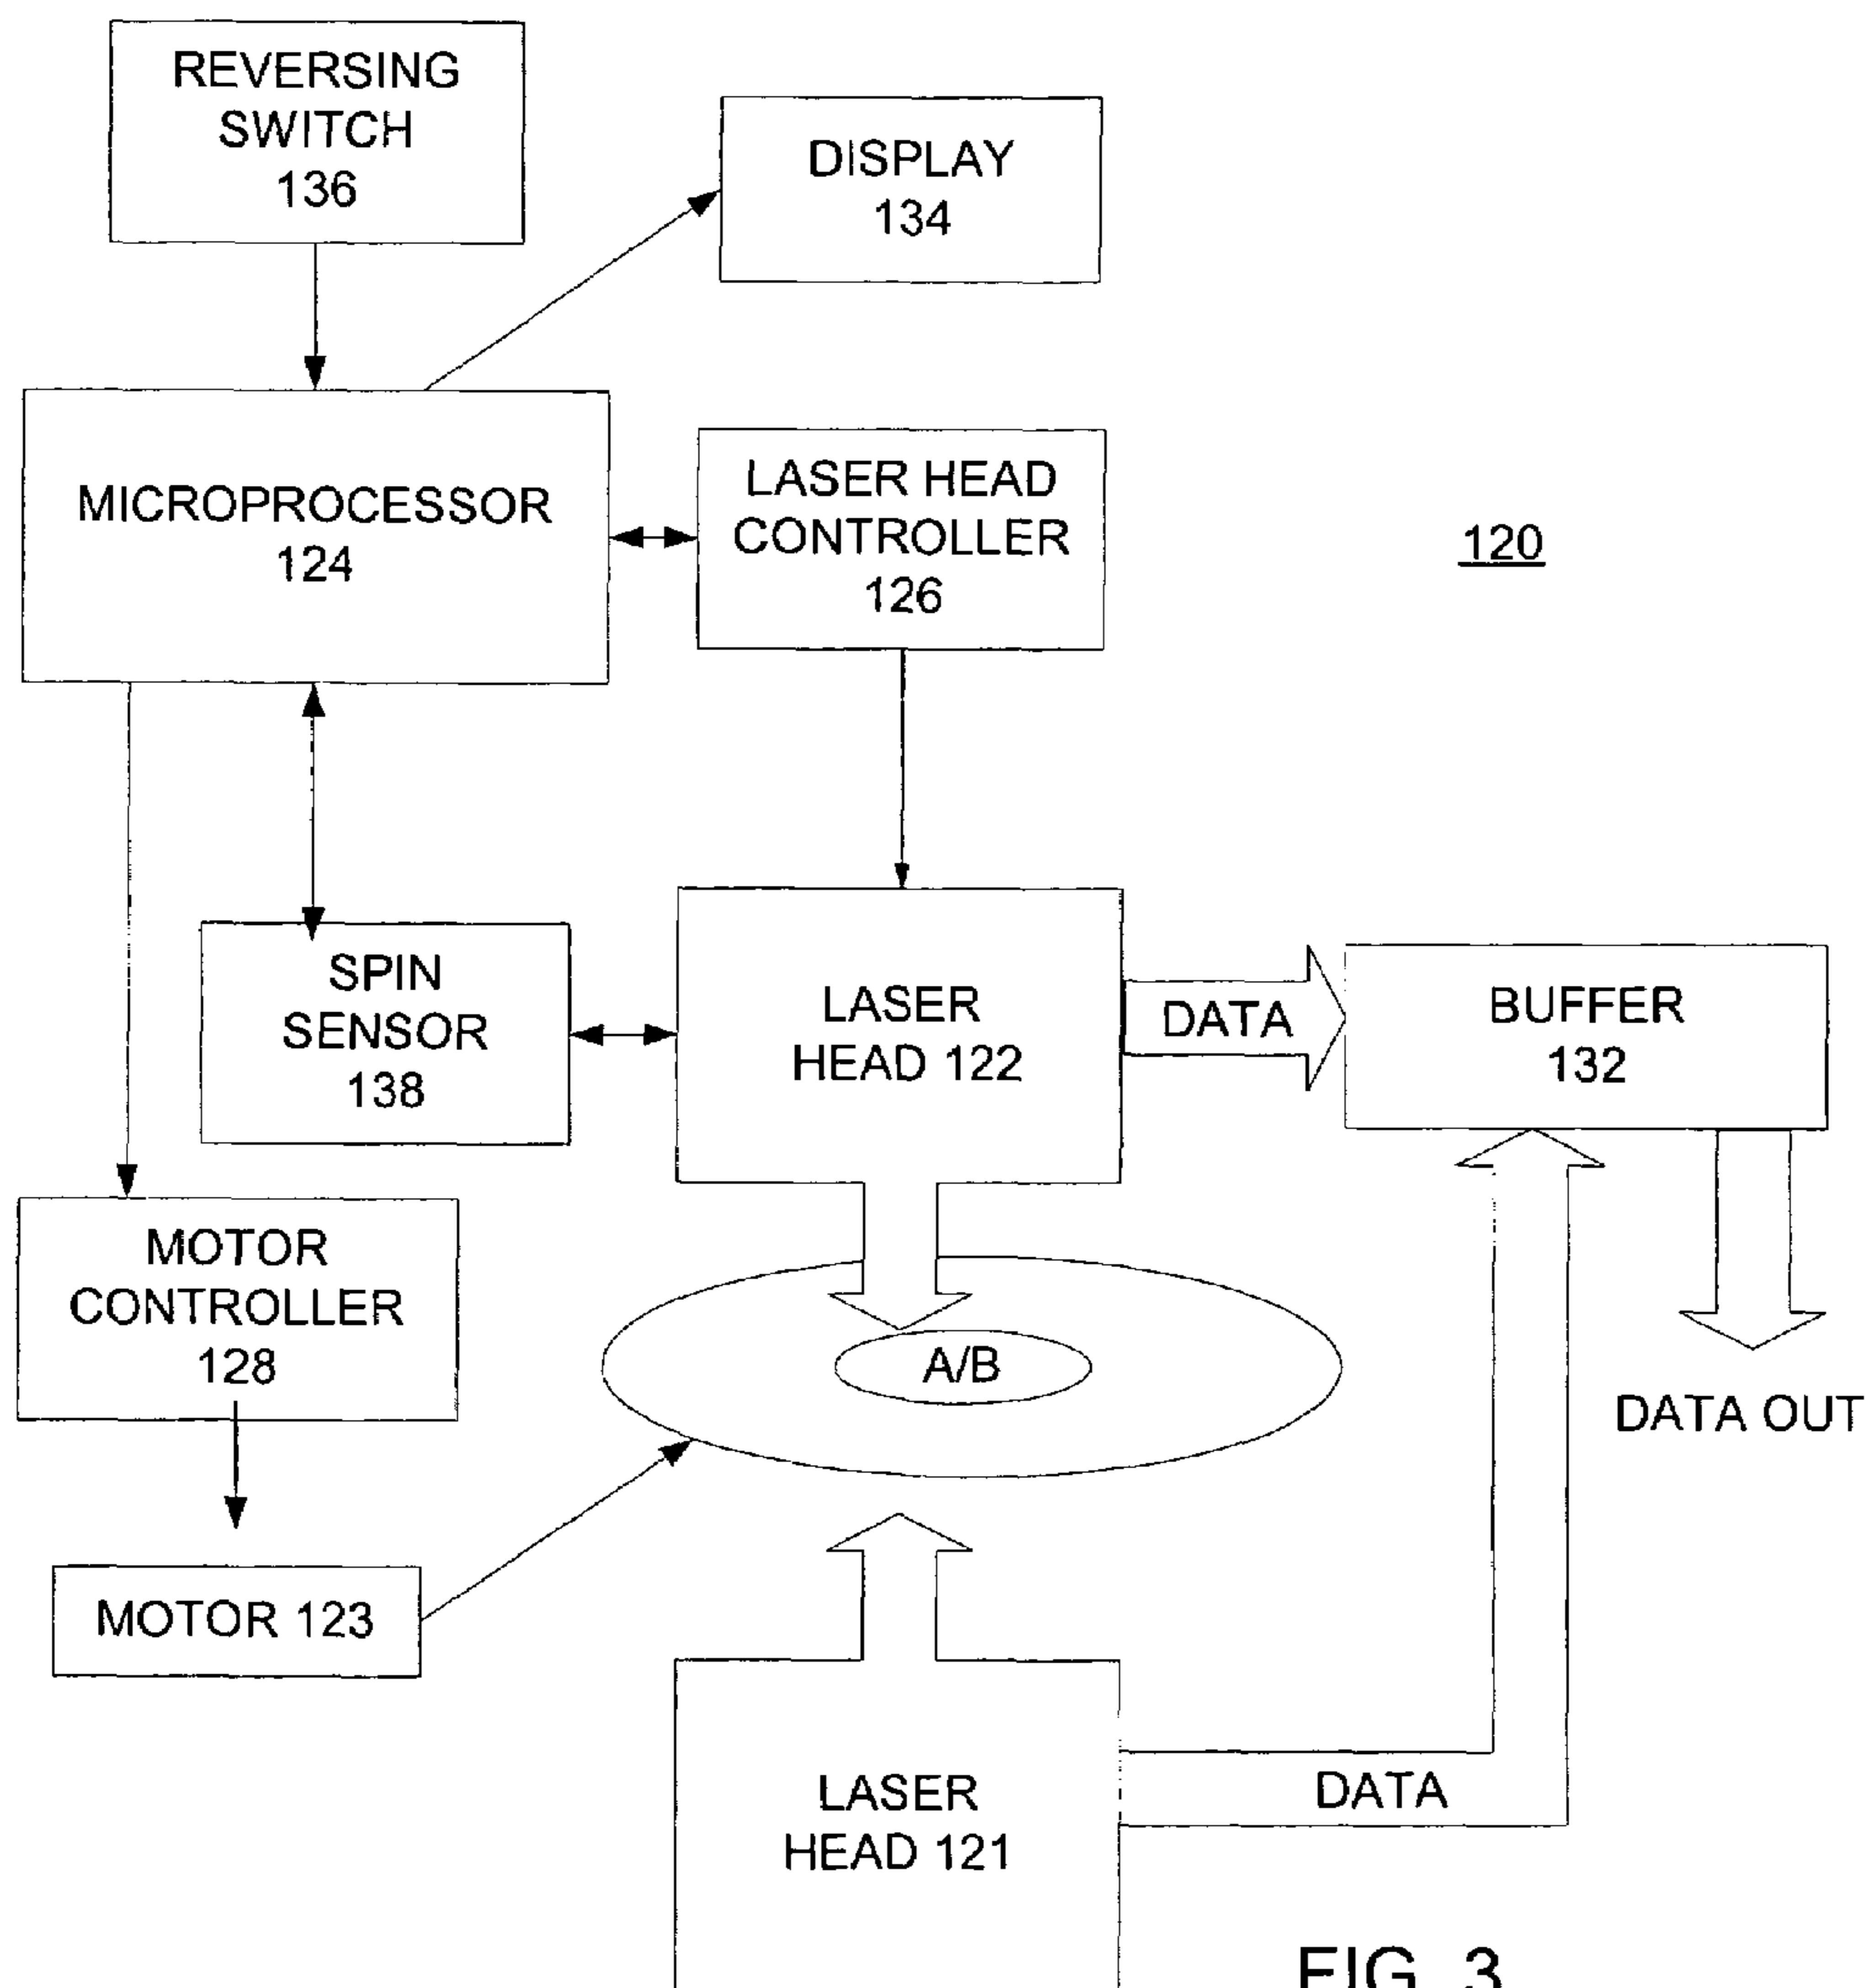 REVERSING
SWITCH
136
DISPLAY
134
MICROPROCESSOR
124
LASER HEAD
CONTROLLER
126
120
SPIN
SENSOR
138
LASER
HEAD 122
DATA
BUFFER
132
MOTOR
CONTROLLER
128
A/B
DATA OUT
MOTOR 123
LASER
HEAD 121
DATA
FIG. 3